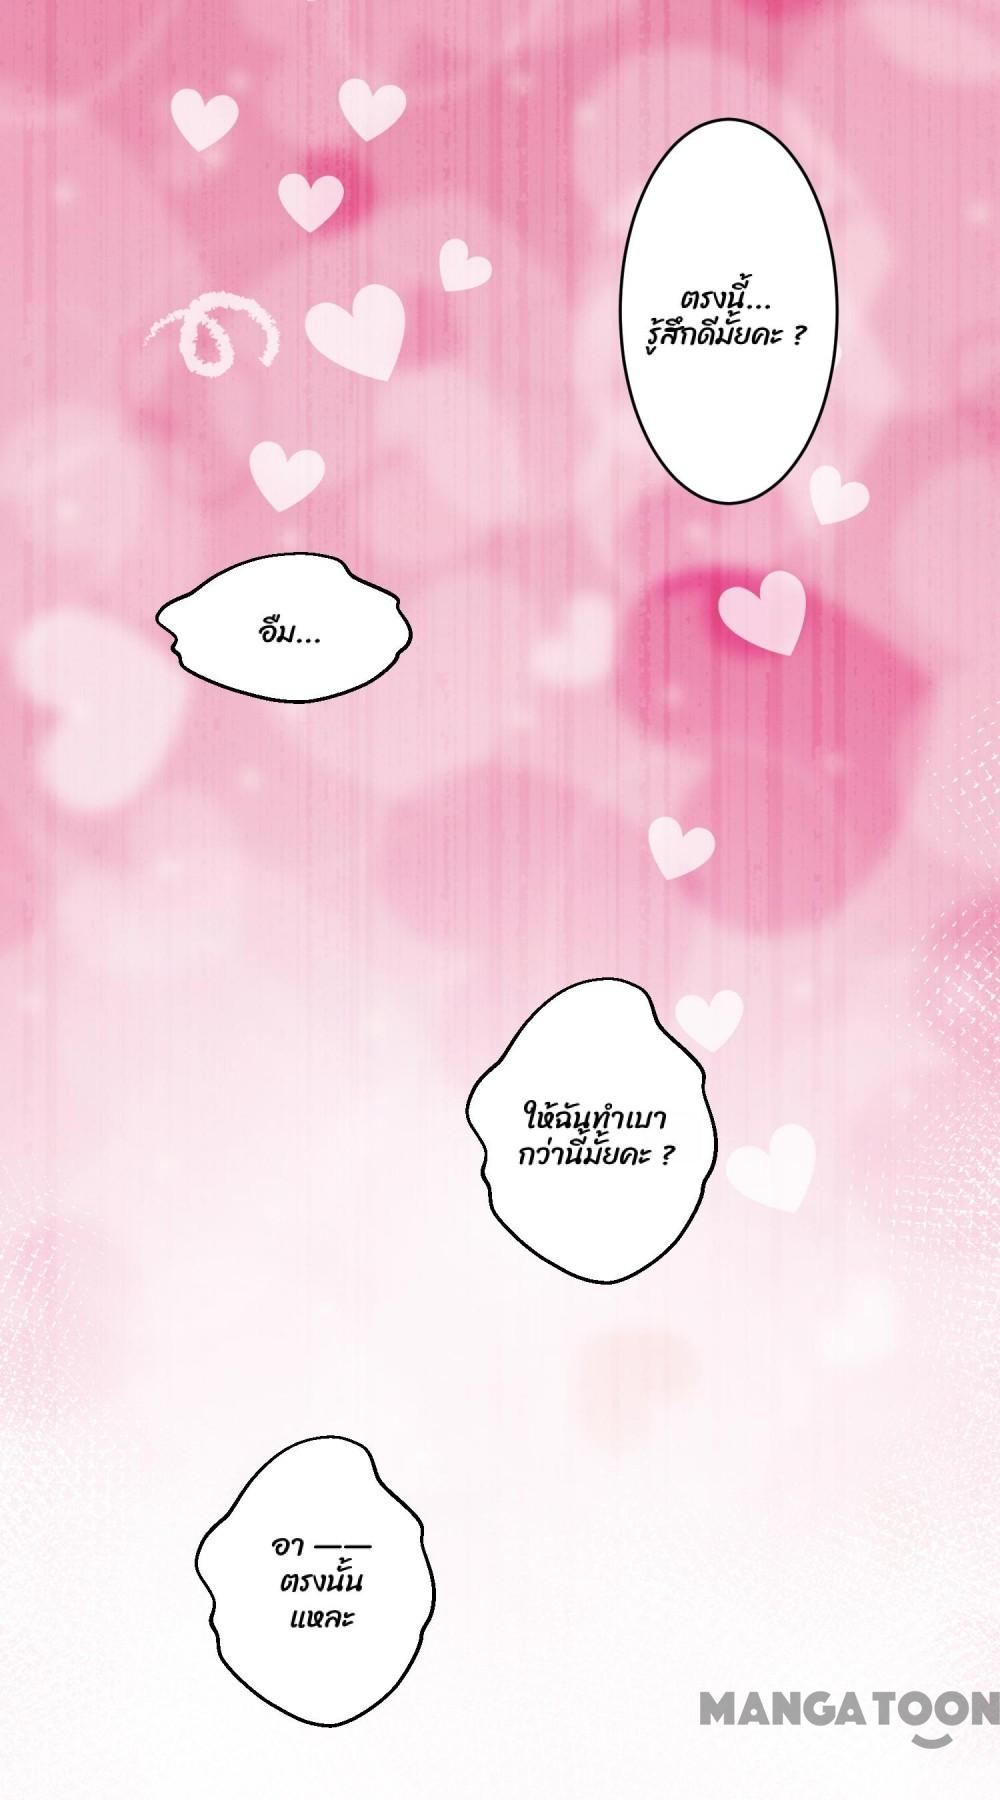 ตรงนี้...
รู้สึกดีมั้ยคะ ?
อืม...
ให้ฉันทำเบา
กว่านี้มั้ยคะ ?
อา ——
ตรงนั้น
แหละ
MANGATOON